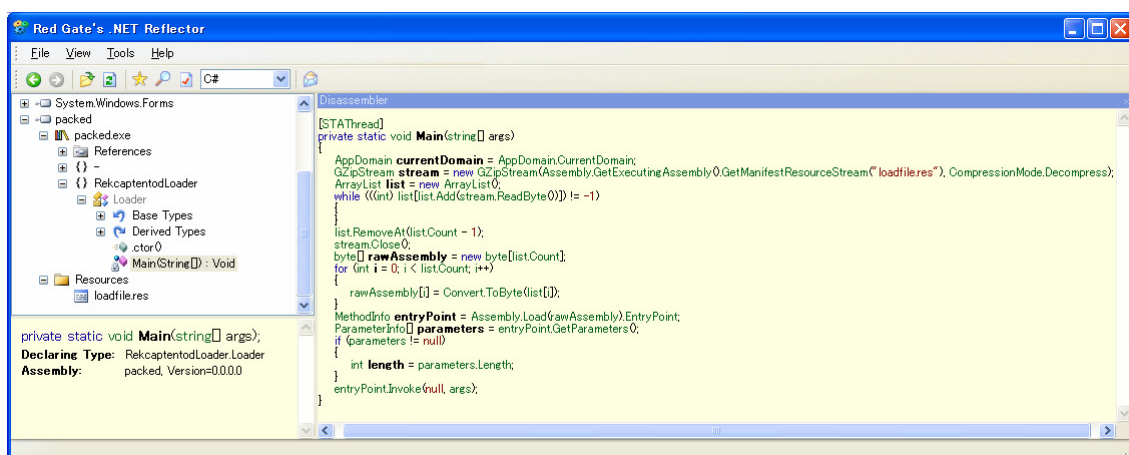 Red Gate's .NET Reflector
File View Tools Help
C#
System.Windows.Forms
packed
packed.exe
References
{} -
{} RekcaptentodLoader
Loader
Base Types
Derived Types
.ctor()
Main(String[]) : Void
Resources
loadfile.res
private static void Main(string[] args);
Declaring Type: RekcaptentodLoader.Loader
Assembly: packed, Version=0.0.0.0
Disassembler
[STAThread]
private static void Main(string[] args)
{
AppDomain currentDomain = AppDomain.CurrentDomain;
GZipStream stream = new GZipStream(Assembly.GetExecutingAssembly().GetManifestResourceStream("loadfile.res"), CompressionMode.Decompress);
ArrayList list = new ArrayList();
while (((int) list[list.Add(stream.ReadByte())]) != -1)
{
}
list.RemoveAt(list.Count - 1);
stream.Close();
byte[] rawAssembly = new byte[list.Count];
for (int i = 0; i < list.Count; i++)
{
rawAssembly[i] = Convert.ToByte(list[i]);
}
MethodInfo entryPoint = Assembly.Load(rawAssembly).EntryPoint;
ParameterInfo[] parameters = entryPoint.GetParameters();
if (parameters != null)
{
int length = parameters.Length;
}
entryPoint.Invoke(null, args);
}